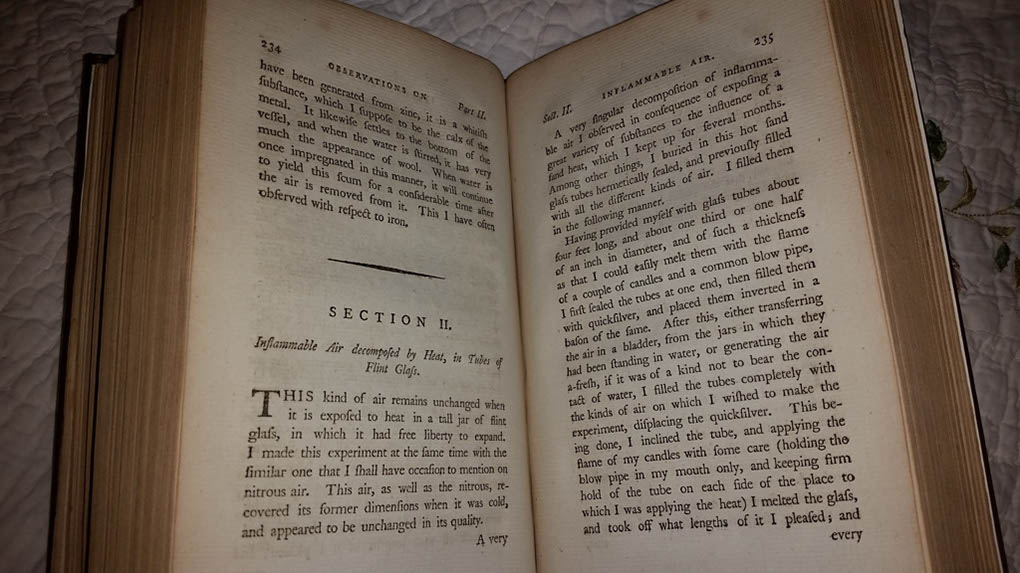 234
OBSERVATIONS ON
Part II.
have been generated from zinc, it is a whitiſh
ſubſtance, which I ſuppoſe to be the calx of the
metal. It likewiſe ſettles to the bottom of the
veſſel, and when the water is ſtirred, it has very
much the appearance of wool. When water is
once impregnated in this manner, it will continue
to yield this ſcum for a conſiderable time after
the air is removed from it. This I have often
obſerved with reſpect to iron.
SECTION II.
Inflammable Air decompoſed by Heat, in Tubes of
Flint Glaſs.
THIS kind of air remains unchanged when
it is expoſed to heat in a tall jar of flint
glaſs, in which it had free liberty to expand.
I made this experiment at the ſame time with the
ſimilar one that I ſhall have occaſion to mention on
nitrous air. This air, as well as the nitrous, re-
covered its former dimenſions when it was cold,
and appeared to be unchanged in its quality.
A very
235
Sect. II. INFLAMMABLE AIR.
A very ſingular decompoſition of inflamma-
ble air I obſerved in conſequence of expoſing a
great variety of ſubſtances to the influence of a
ſand heat, which I kept up for ſeveral months.
Among other things, I buried in this hot ſand
glaſs tubes hermetically ſealed, and previouſly filled
with all the different kinds of air. I filled them
in the following manner.
Having provided myſelf with glaſs tubes about
four feet long, and about one third or one half
of an inch in diameter, and of ſuch a thickneſs
as that I could eaſily melt them with the flame
of a couple of candles and a common blow pipe,
I firſt ſealed the tubes at one end, then filled them
with quickſilver, and placed them inverted in a
baſon of the ſame. After this, either transferring
the air in a bladder, from the jars in which they
had been ſtanding in water, or generating the air
a-freſh, if it was of a kind not to bear the con-
tact of water, I filled the tubes completely with
the kinds of air on which I wiſhed to make the
experiment, diſplacing the quickſilver. This be-
ing done, I inclined the tube, and applying the
flame of my candles with ſome care (holding the
blow pipe in my mouth only, and keeping firm
hold of the tube on each ſide of the place to
which I was applying the heat) I melted the glaſs,
and took off what lengths of it I pleaſed; and
every